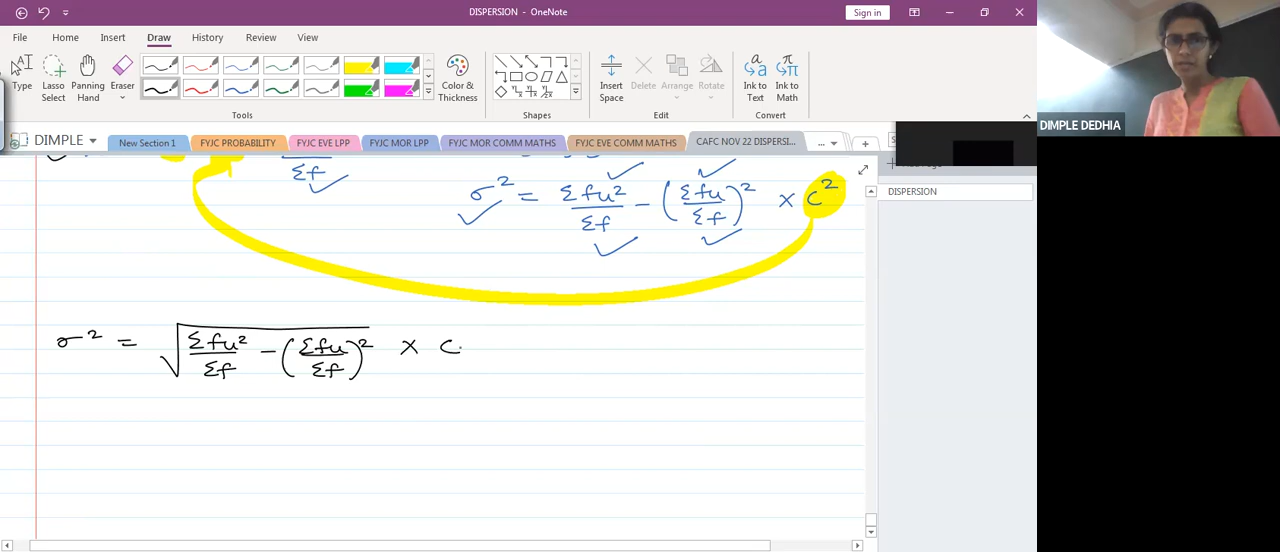 DISPERSION - OneNote
Sign in
File Home Insert Draw History Review View
Type
Lasso Select
Panning Hand
Eraser
Color & Thickness
Insert Space
Delete
Arrange
Rotate
Ink to Text
Ink to Math
Tools
Shapes
Edit
Convert
DIMPLE
New Section 1
FYJC PROBABILITY
FYJC EVE LPP
FYJC MOR LPP
FYJC MOR COMM MATHS
FYJC EVE COMM MATHS
CAFC NOV 22 DISPERSI...
DISPERSION
DIMPLE DEDHIA
Σf
σ² = Σfu²/Σf - (Σfu/Σf)² × C²
σ² = √(Σfu²/Σf - (Σfu/Σf)²) × C